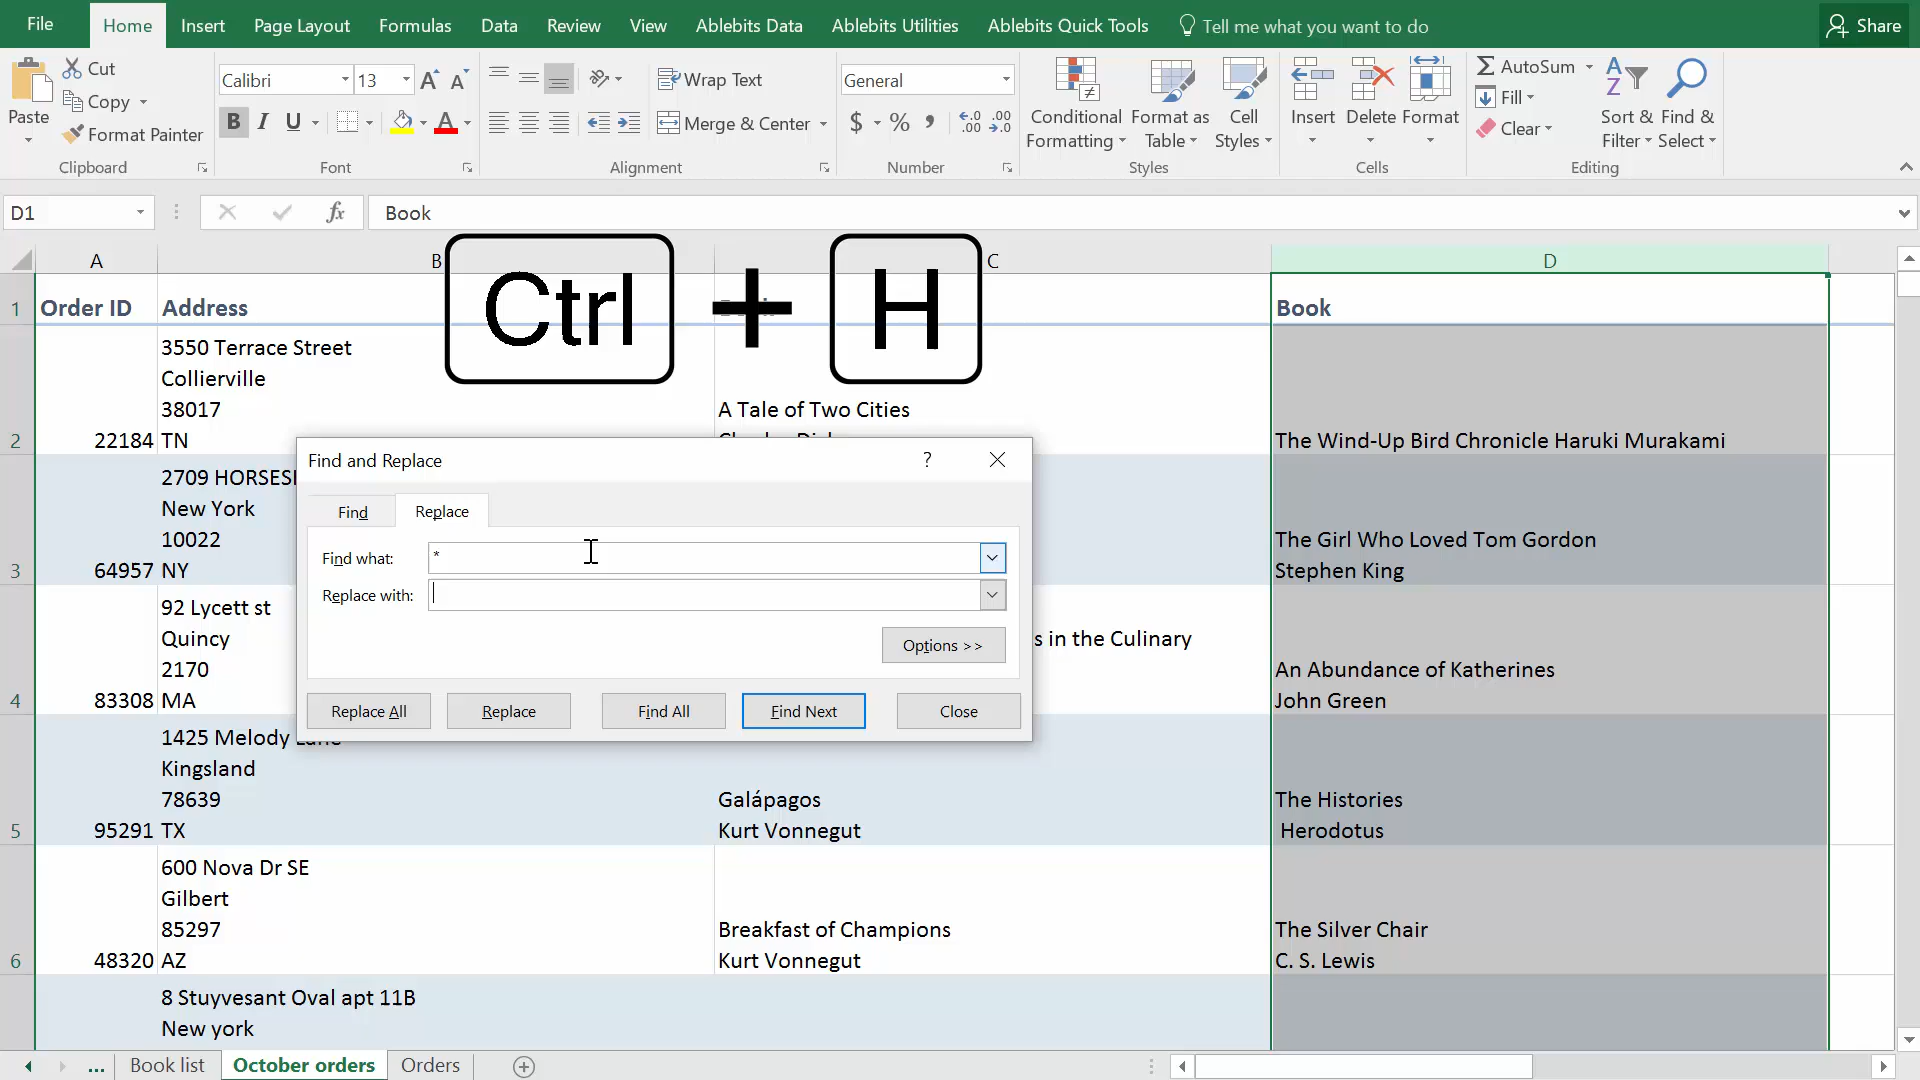 File
Home
Insert
Page Layout
Formulas
Data
Review
View
Ablebits Data
Ablebits Utilities
Ablebits Quick Tools
Tell me what you want to do
Share
Paste
Cut
Copy
Format Painter
Clipboard
Calibri
13
B I U
Font
Wrap Text
Merge & Center
Alignment
General
$ % ,
Number
Conditional
Formatting
Format as
Table
Cell
Styles
Styles
Insert
Delete
Format
Cells
AutoSum
Fill
Clear
Sort &
Filter
Find &
Select
Editing
D1
fx
Book
A B C D
Ctrl + H
1 Order ID Address Book
3550 Terrace Street
Collierville
38017 A Tale of Two Cities
2 22184 TN The Wind-Up Bird Chronicle Haruki Murakami
2709
New York
10022 The Girl Who Loved Tom Gordon
3 64957 NY Stephen King
92 Lycett st
Quincy in the Culinary
2170 An Abundance of Katherines
4 83308 MA John Green
1425 Melody
Kingsland
78639 Galápagos The Histories
5 95291 TX Kurt Vonnegut Herodotus
600 Nova Dr SE
Gilbert
85297 Breakfast of Champions The Silver Chair
6 48320 AZ Kurt Vonnegut C. S. Lewis
8 Stuyvesant Oval apt 11B
New york
Find and Replace
?
Find
Replace
Find what: *
Replace with:
Options >>
Replace All
Replace
Find All
Find Next
Close
... Book list October orders Orders